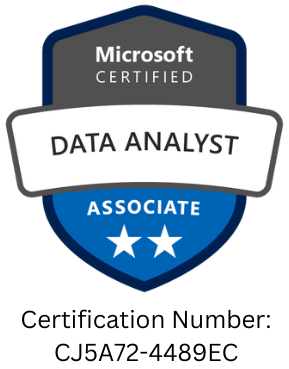 Microsoft
CERTIFIED
DATA ANALYST
ASSOCIATE
Certification Number:
CJ5A72-4489EC